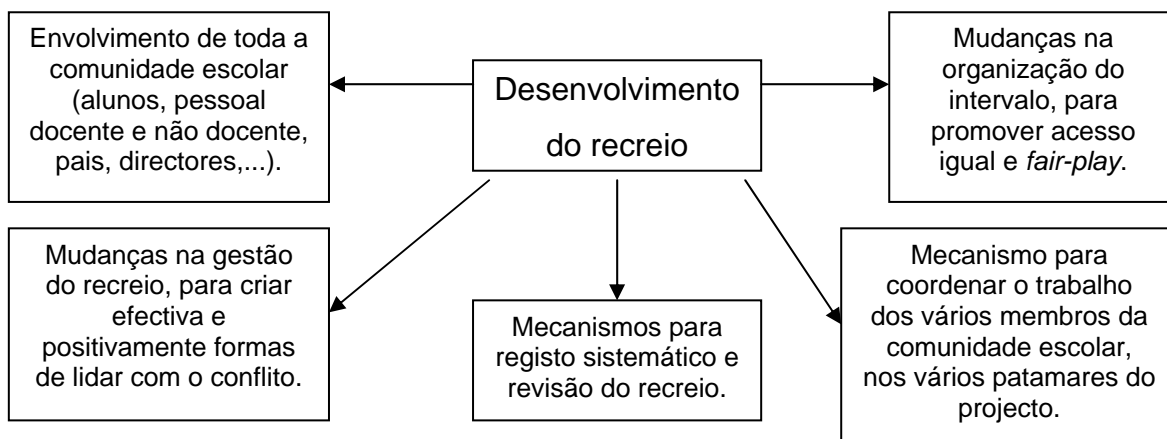 Envolvimento de toda a
comunidade escolar
(alunos, pessoal
docente e não docente,
pais, directores,...).
Desenvolvimento
do recreio
Mudanças na
organização do
intervalo, para
promover acesso
igual e fair-play.
Mudanças na gestão
do recreio, para criar
efectiva e
positivamente formas
de lidar com o conflito.
Mecanismos para
registo sistemático e
revisão do recreio.
Mecanismo para
coordenar o trabalho
dos vários membros da
comunidade escolar,
nos vários patamares do
projecto.